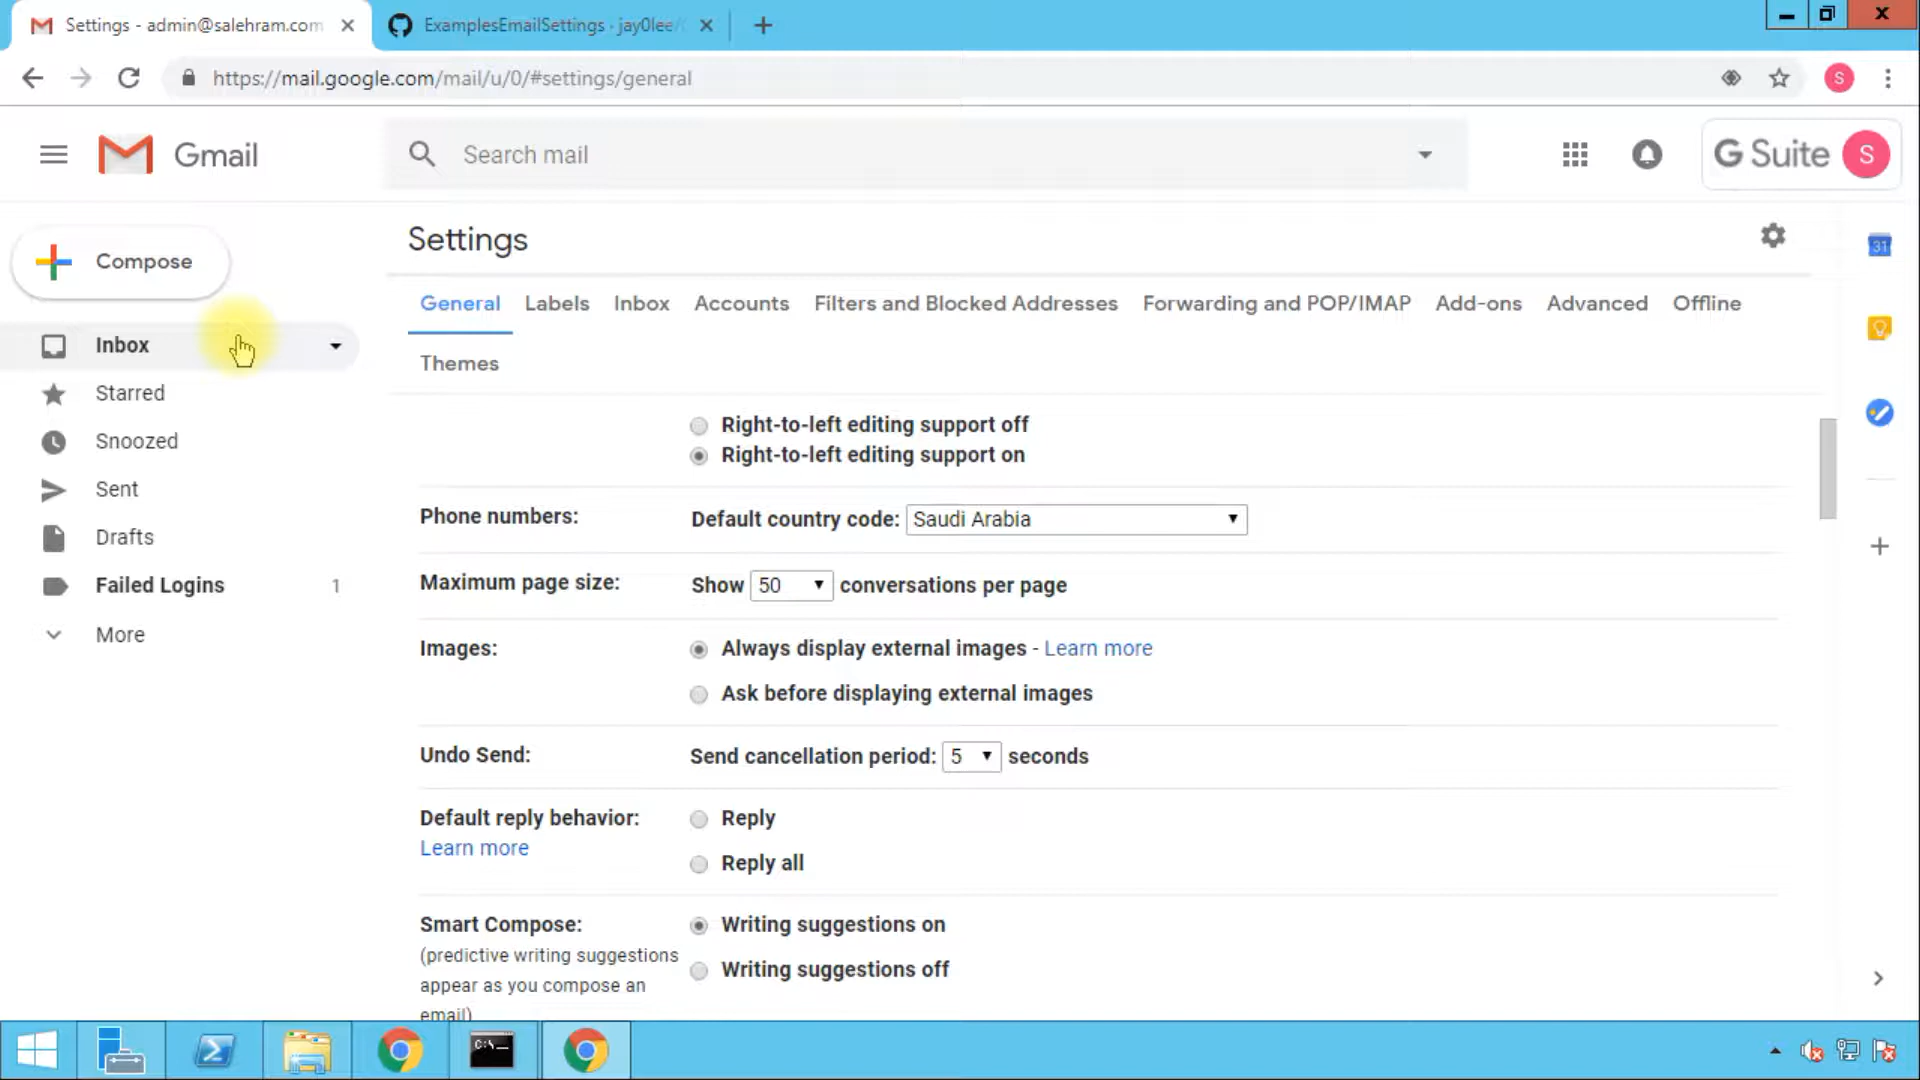 Settings - admin@salehram.com
ExamplesEmailSettings · jay0lee/
https://mail.google.com/mail/u/0/#settings/general
S
Gmail
Search mail
G Suite
S
Compose
Settings
31
General
Labels
Inbox
Accounts
Filters and Blocked Addresses
Forwarding and POP/IMAP
Add-ons
Advanced
Offline
Themes
Inbox
Starred
Snoozed
Sent
Drafts
Failed Logins 1
More
Right-to-left editing support off
Right-to-left editing support on
Phone numbers:
Default country code: Saudi Arabia
Maximum page size:
Show 50 conversations per page
Images:
Always display external images - Learn more
Ask before displaying external images
Undo Send:
Send cancellation period: 5 seconds
Default reply behavior:
Learn more
Reply
Reply all
Smart Compose:
(predictive writing suggestions
appear as you compose an
email)
Writing suggestions on
Writing suggestions off
C:\_